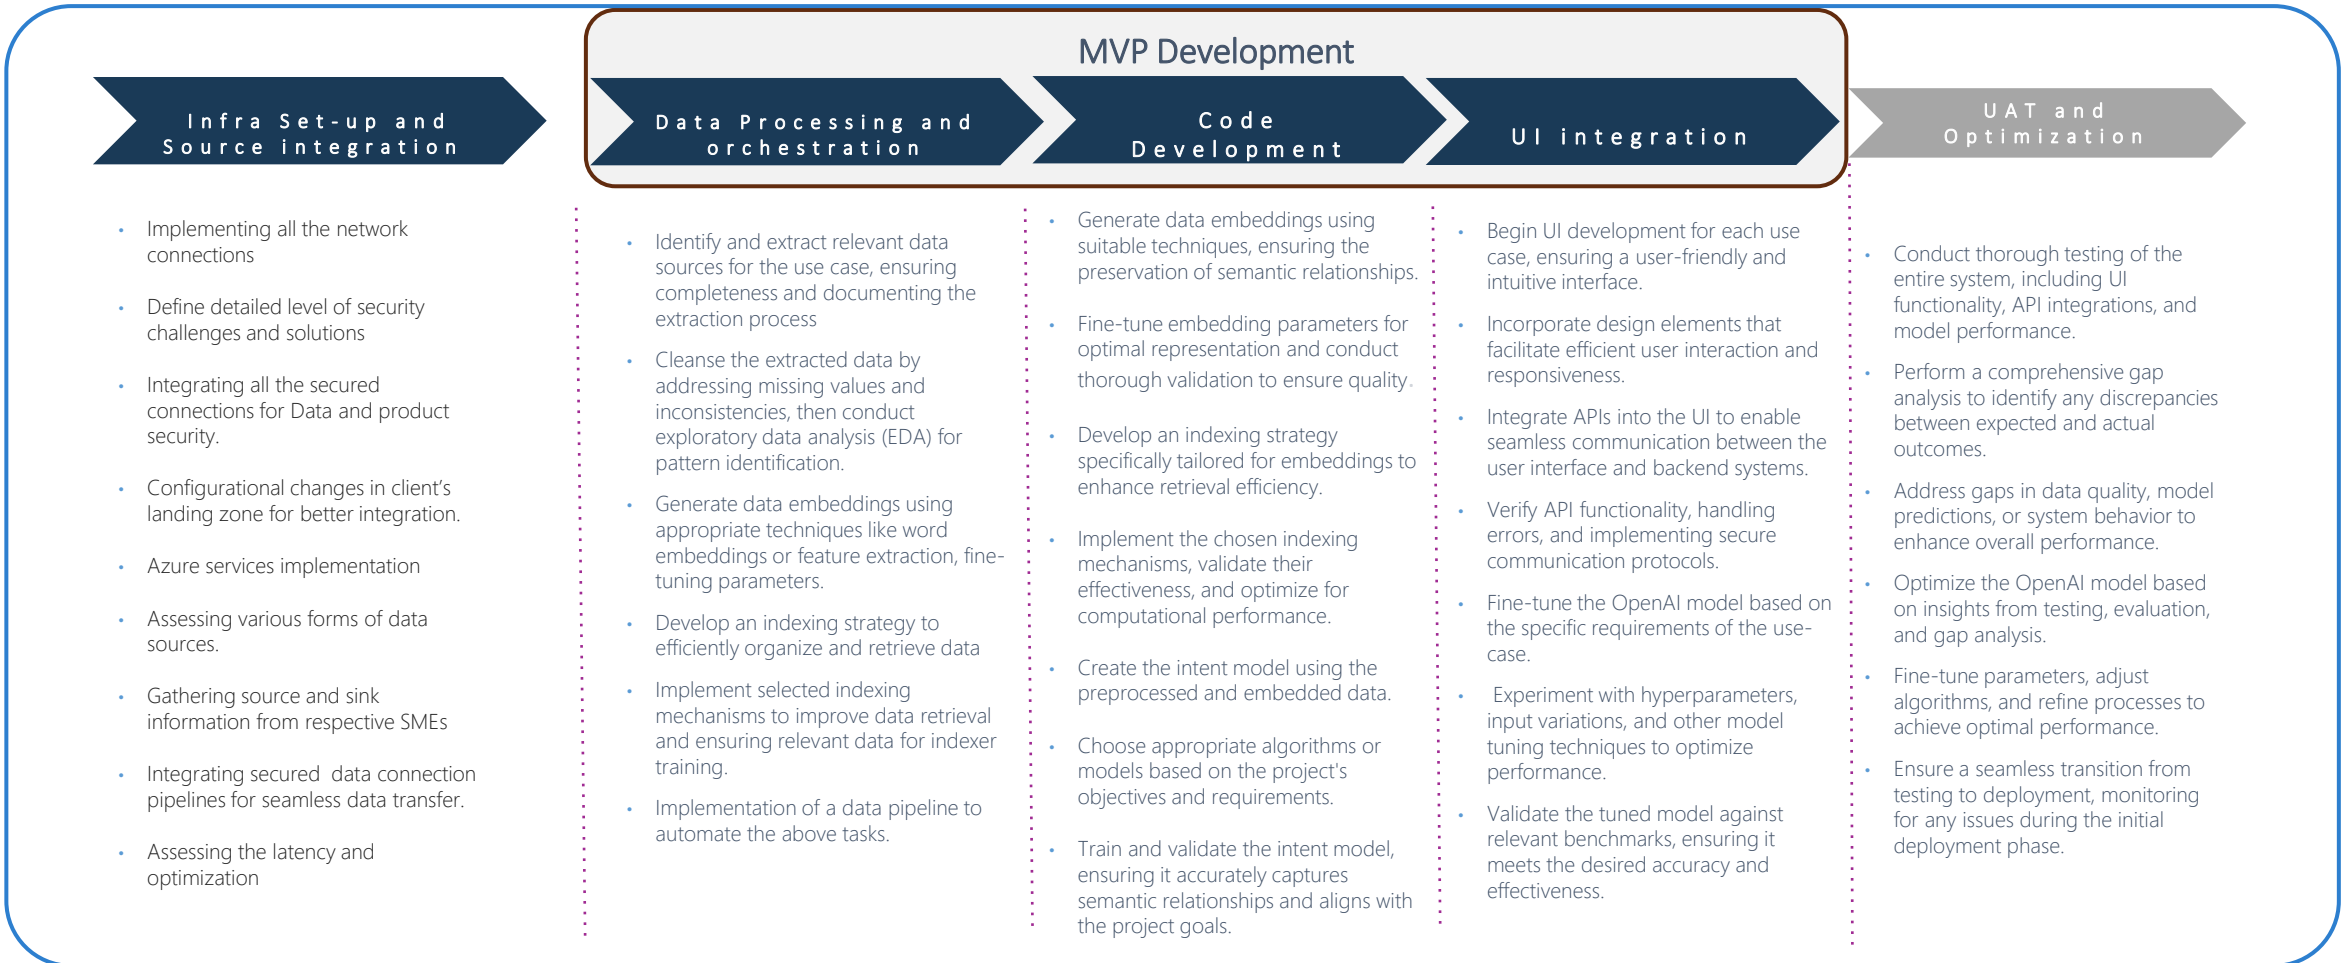 MVP Development
Infra Set-up and
Source integration
Data Processing and
orchestration
Code
Development
UI integration
UAT and
Optimization
• Implementing all the network
connections
• Define detailed level of security
challenges and solutions
• Integrating all the secured
connections for Data and product
security.
• Configurational changes in client’s
landing zone for better integration.
• Azure services implementation
• Assessing various forms of data
sources.
• Gathering source and sink
information from respective SMEs
• Integrating secured data connection
pipelines for seamless data transfer.
• Assessing the latency and
optimization
• Identify and extract relevant data
sources for the use case, ensuring
completeness and documenting the
extraction process
• Cleanse the extracted data by
addressing missing values and
inconsistencies, then conduct
exploratory data analysis (EDA) for
pattern identification.
• Generate data embeddings using
appropriate techniques like word
embeddings or feature extraction, fine-
tuning parameters.
• Develop an indexing strategy to
efficiently organize and retrieve data
• Implement selected indexing
mechanisms to improve data retrieval
and ensuring relevant data for indexer
training.
• Implementation of a data pipeline to
automate the above tasks.
• Generate data embeddings using
suitable techniques, ensuring the
preservation of semantic relationships.
• Fine-tune embedding parameters for
optimal representation and conduct
thorough validation to ensure quality.
• Develop an indexing strategy
specifically tailored for embeddings to
enhance retrieval efficiency.
• Implement the chosen indexing
mechanisms, validate their
effectiveness, and optimize for
computational performance.
• Create the intent model using the
preprocessed and embedded data.
• Choose appropriate algorithms or
models based on the project's
objectives and requirements.
• Train and validate the intent model,
ensuring it accurately captures
semantic relationships and aligns with
the project goals.
• Begin UI development for each use
case, ensuring a user-friendly and
intuitive interface.
• Incorporate design elements that
facilitate efficient user interaction and
responsiveness.
• Integrate APIs into the UI to enable
seamless communication between the
user interface and backend systems.
• Verify API functionality, handling
errors, and implementing secure
communication protocols.
• Fine-tune the OpenAI model based on
the specific requirements of the use-
case.
• Experiment with hyperparameters,
input variations, and other model
tuning techniques to optimize
performance.
• Validate the tuned model against
relevant benchmarks, ensuring it
meets the desired accuracy and
effectiveness.
• Conduct thorough testing of the
entire system, including UI
functionality, API integrations, and
model performance.
• Perform a comprehensive gap
analysis to identify any discrepancies
between expected and actual
outcomes.
• Address gaps in data quality, model
predictions, or system behavior to
enhance overall performance.
• Optimize the OpenAI model based
on insights from testing, evaluation,
and gap analysis.
• Fine-tune parameters, adjust
algorithms, and refine processes to
achieve optimal performance.
• Ensure a seamless transition from
testing to deployment, monitoring
for any issues during the initial
deployment phase.